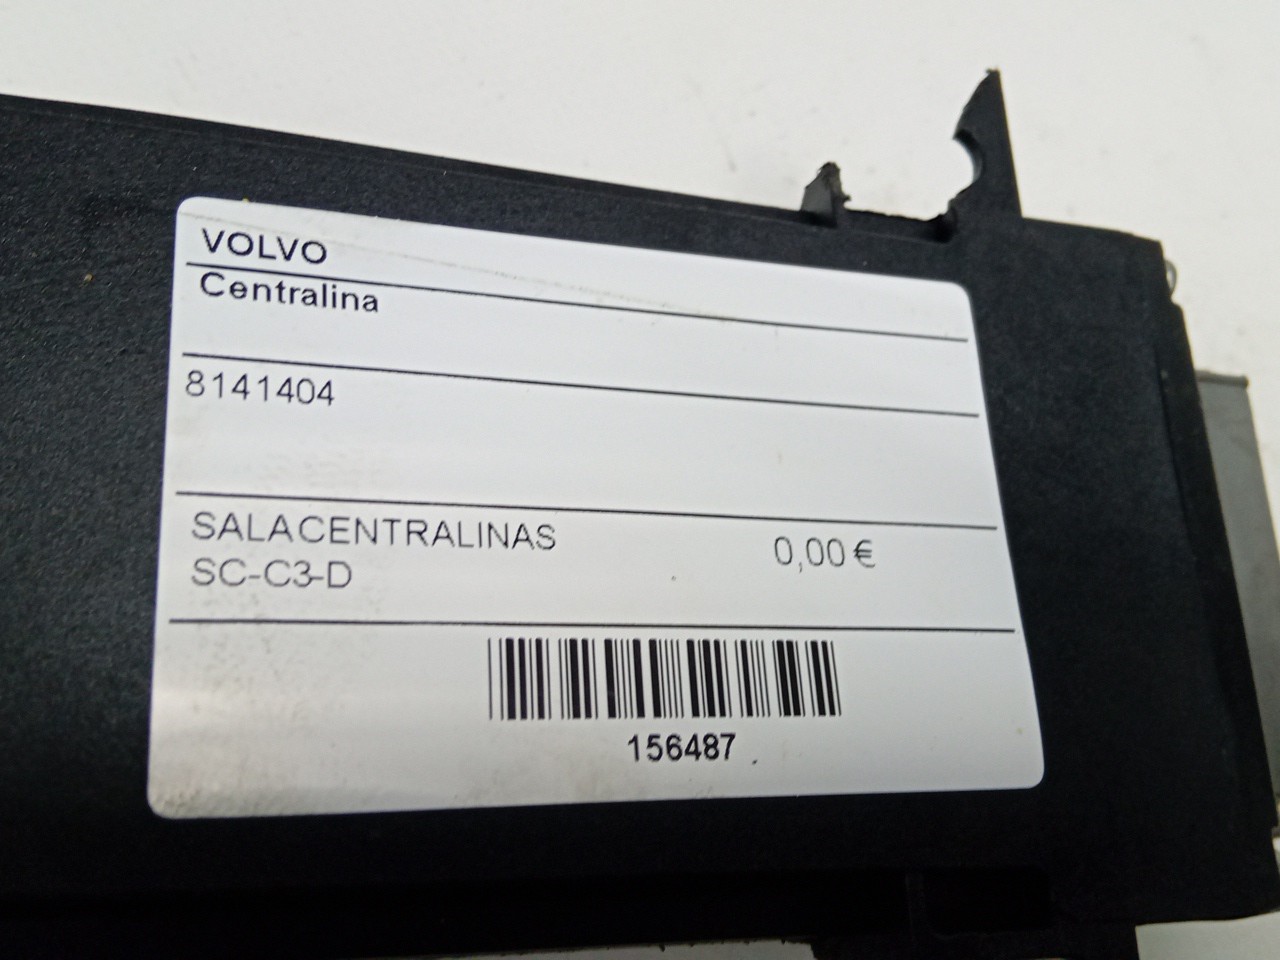 VOLVO
Centralina
8141404
SALACENTRALINAS 0,00 €
SC-C3-D
156487